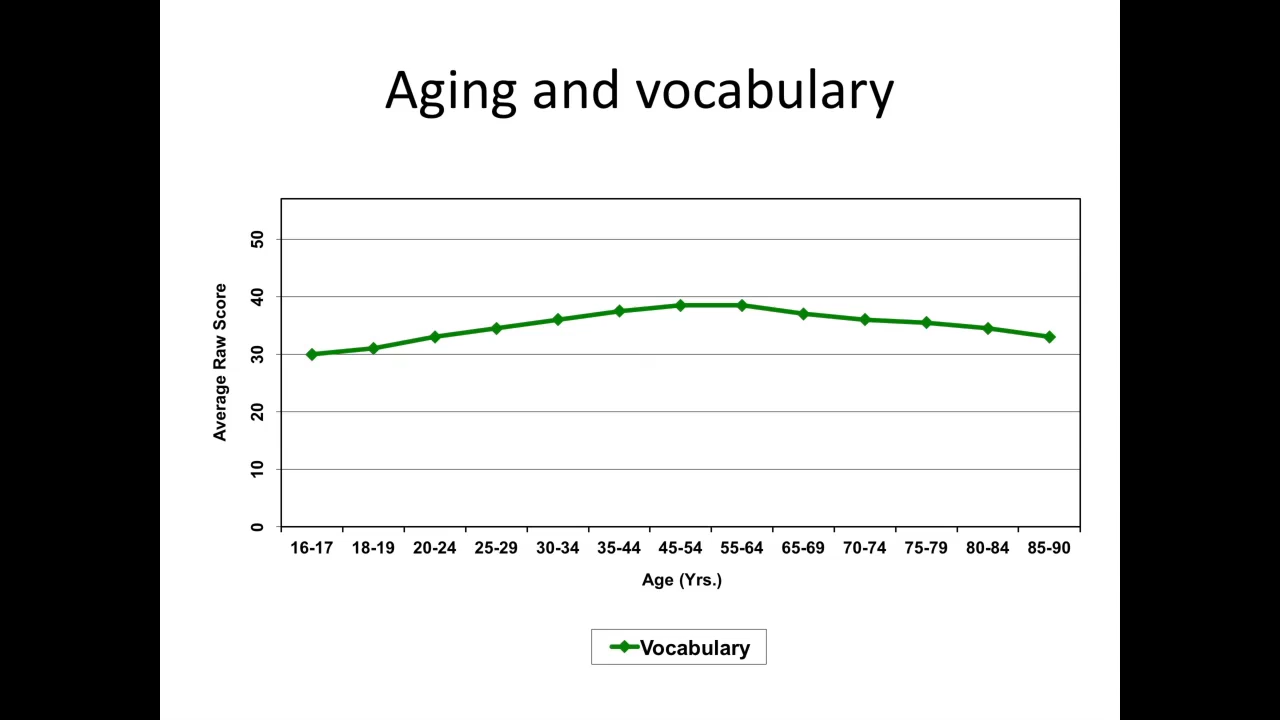 Aging and vocabulary
50
40
30
20
10
0
Average Raw Score
16-17 18-19 20-24 25-29 30-34 35-44 45-54 55-64 65-69 70-74 75-79 80-84 85-90
Age (Yrs.)
Vocabulary